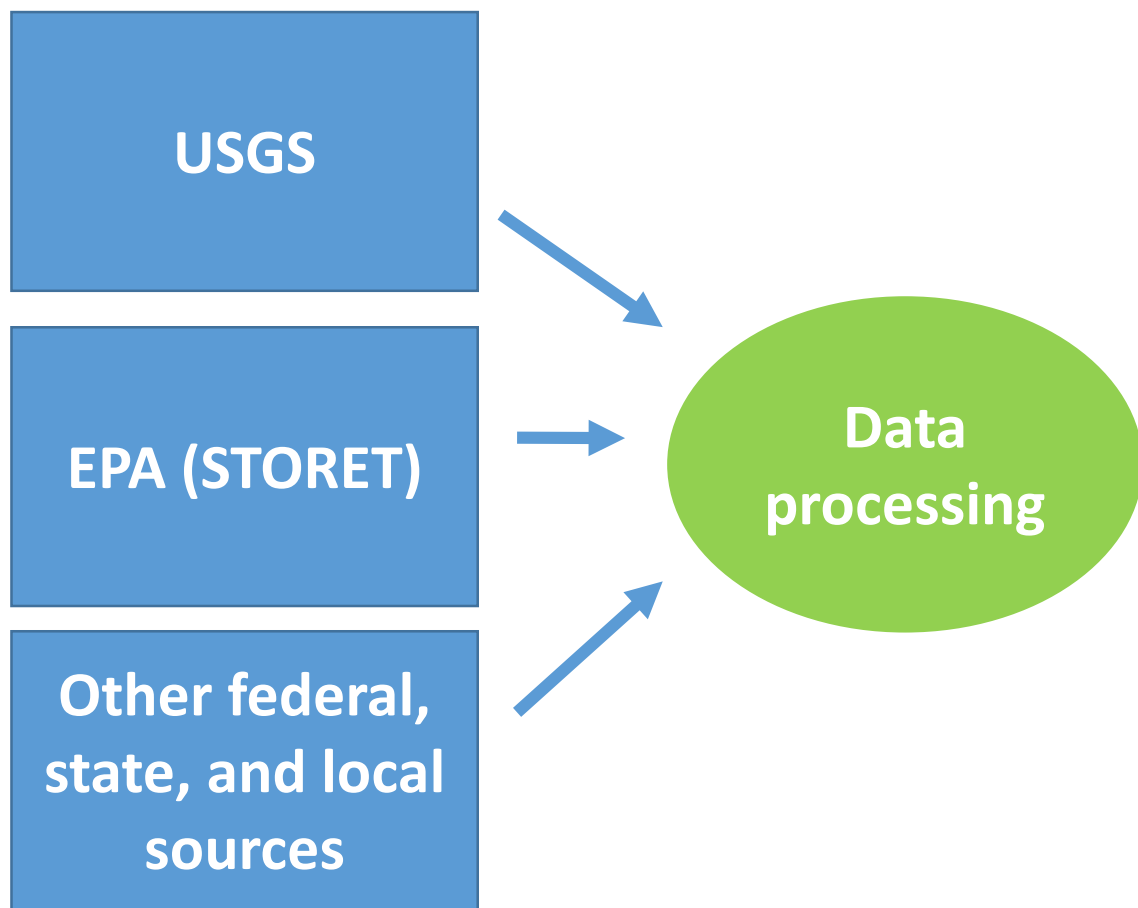 USGS
EPA (STORET)
Other federal,
state, and local
sources
Data
processing